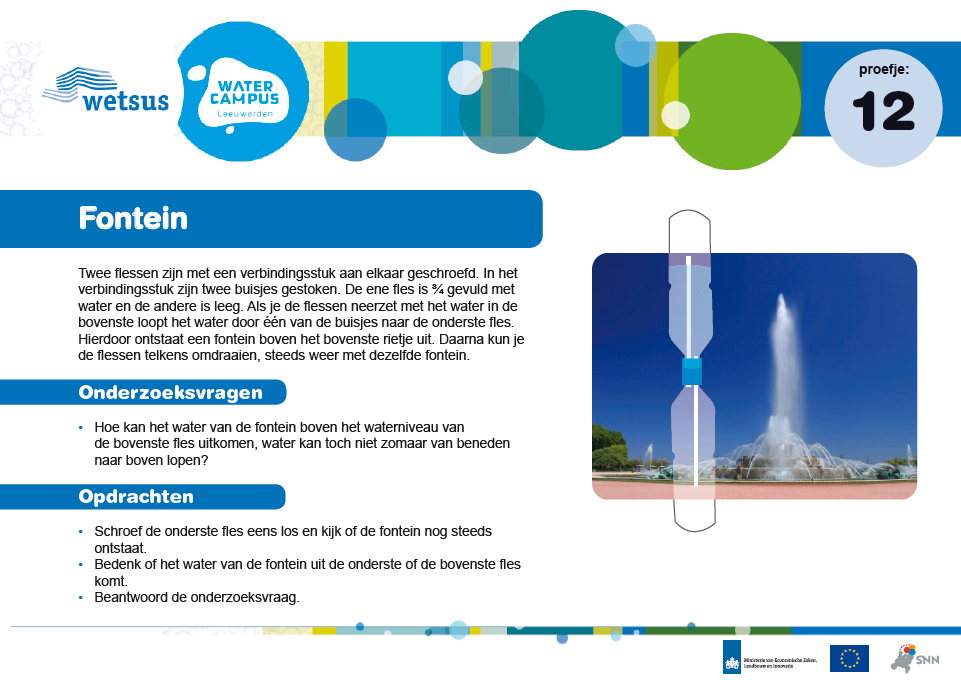 wetsus
WATER
CAMPUS
Leeuwarden
proefje:
12
Fontein
Twee flessen zijn met een verbindingsstuk aan elkaar geschroefd. In het
verbindingsstuk zijn twee buisjes gestoken. De ene fles is ¾ gevuld met
water en de andere is leeg. Als je de flessen neerzet met het water in de
bovenste loopt het water door één van de buisjes naar de onderste fles.
Hierdoor ontstaat een fontein boven het bovenste rietje uit. Daarna kun je
de flessen telkens omdraaien, steeds weer met dezelfde fontein.
Onderzoeksvragen
• Hoe kan het water van de fontein boven het waterniveau van
de bovenste fles uitkomen, water kan toch niet zomaar van beneden
naar boven lopen?
Opdrachten
• Schroef de onderste fles eens los en kijk of de fontein nog steeds
ontstaat.
• Bedenk of het water van de fontein uit de onderste of de bovenste fles
komt.
• Beantwoord de onderzoeksvraag.
Ministerie van Economische Zaken,
Landbouw en Innovatie
SNN